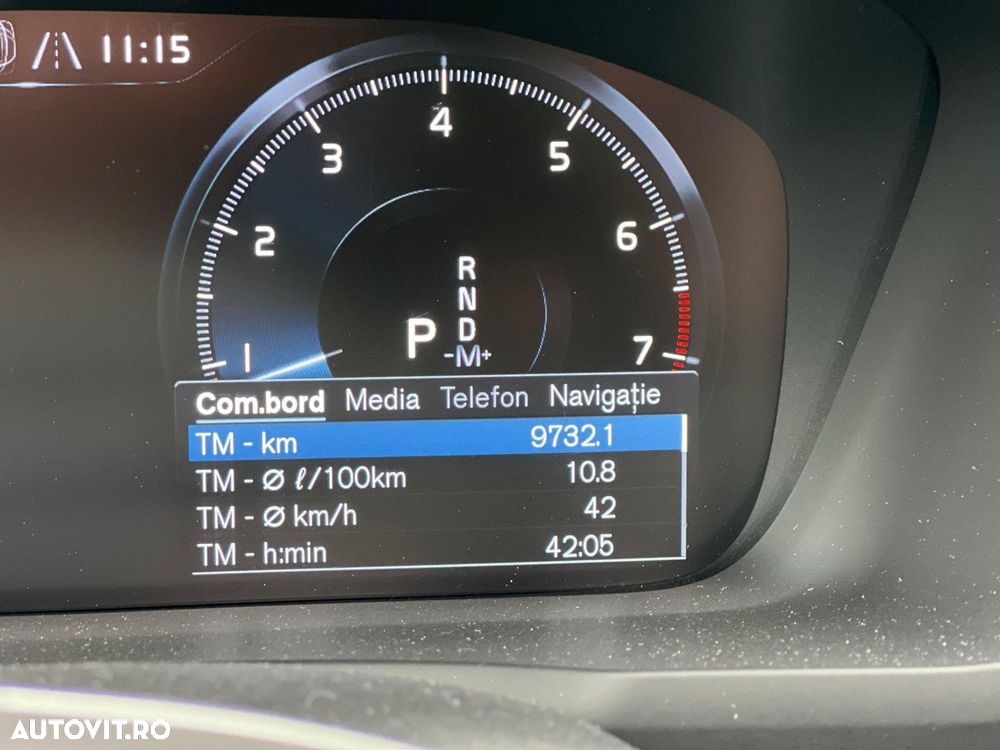 11:15
4
3
5
2
6
R
N
P
D
-M+
1
7
Com.bord Media Telefon Navigație
TM - km 9732.1
TM - Ø ℓ/100km 10.8
TM - Ø km/h 42
TM - h:min 42:05
AUTOVIT.RO